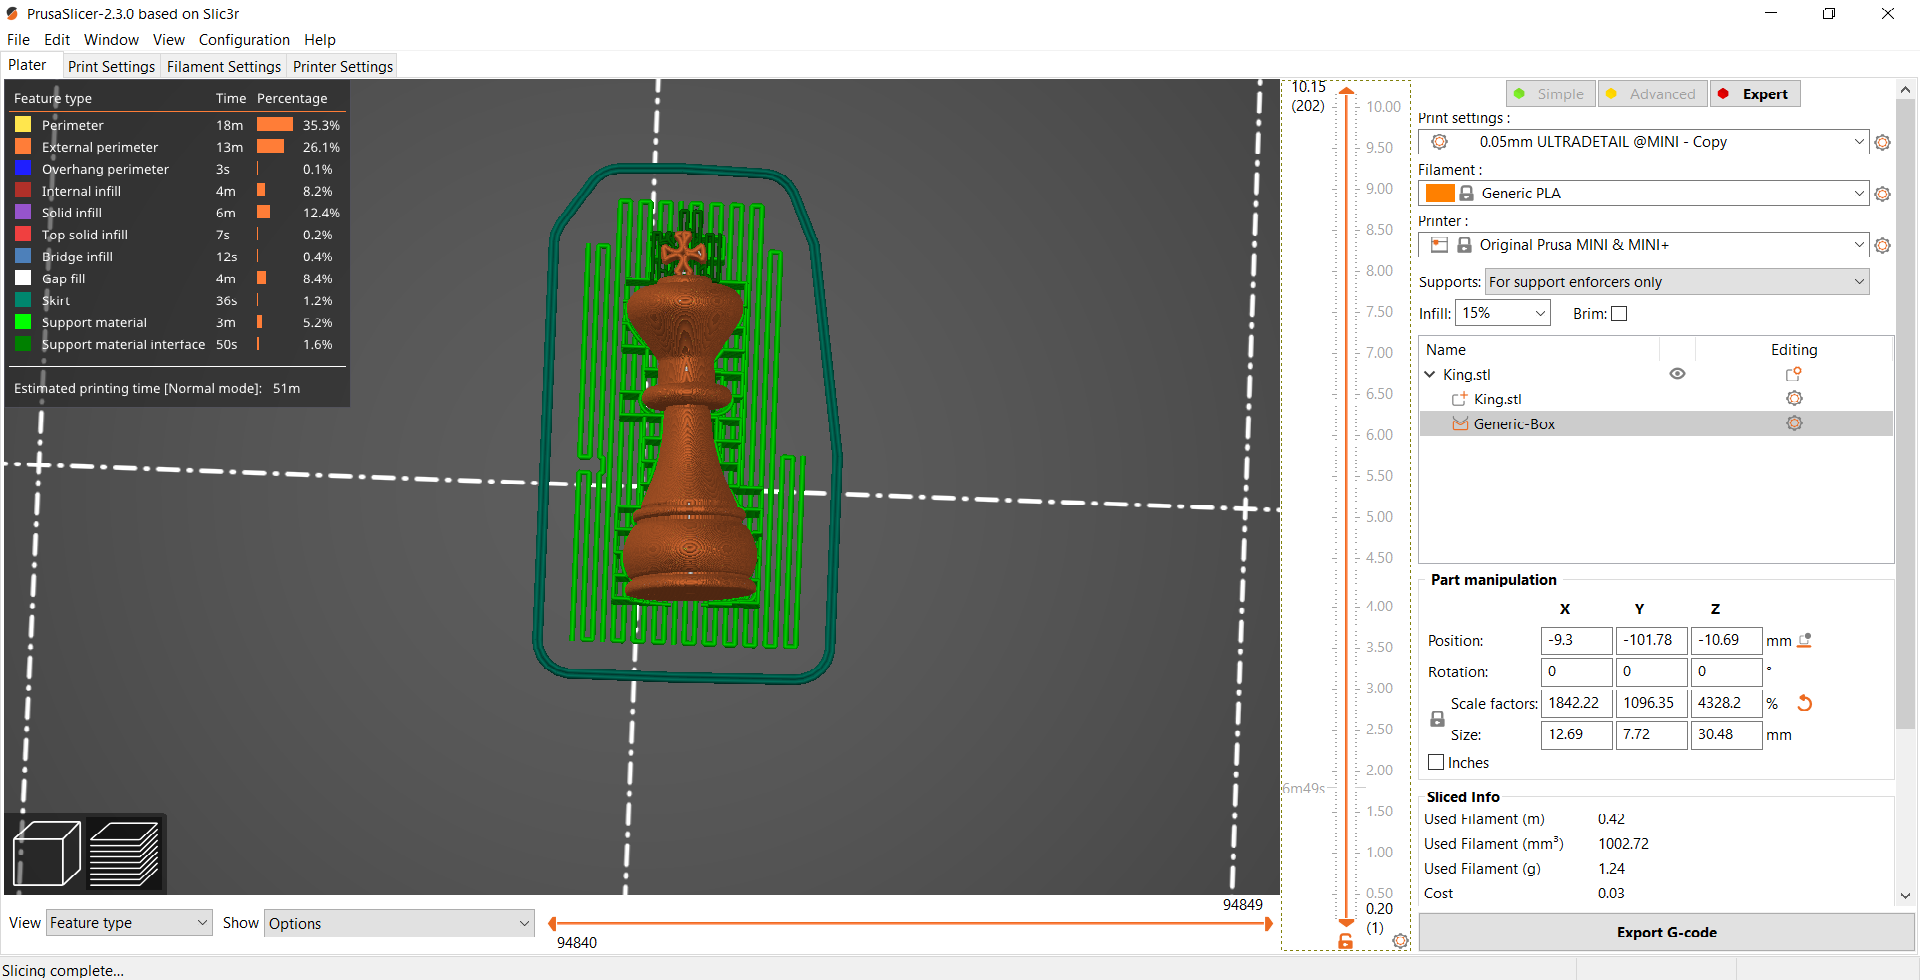 PrusaSlicer-2.3.0 based on Slic3r
File Edit Window View Configuration Help
Plater Print Settings Filament Settings Printer Settings
Feature type Time Percentage
Perimeter 18m 35.3%
External perimeter 13m 26.1%
Overhang perimeter 3s 0.1%
Internal infill 4m 8.2%
Solid infill 6m 12.4%
Top solid infill 7s 0.2%
Bridge infill 12s 0.4%
Gap fill 4m 8.4%
Skirt 36s 1.2%
Support material 3m 5.2%
Support material interface 50s 1.6%
Estimated printing time [Normal mode]: 51m
10.15
(202)
10.00
9.50
9.00
8.50
8.00
7.50
7.00
6.50
6.00
5.50
5.00
4.50
4.00
3.50
3.00
2.50
2.00
6m49s
1.50
1.00
0.50
0.20
(1)
Simple Advanced Expert
Print settings :
0.05mm ULTRADETAIL @MINI - Copy
Filament :
Generic PLA
Printer :
Original Prusa MINI & MINI+
Supports: For support enforcers only
Infill: 15% Brim:
Name Editing
King.stl
King.stl
Generic-Box
Part manipulation
X Y Z
Position: -9.3 -101.78 -10.69 mm
Rotation: 0 0 0 °
Scale factors: 1842.22 1096.35 4328.2 %
Size: 12.69 7.72 30.48 mm
Inches
Sliced Info
Used Filament (m) 0.42
Used Filament (mm³) 1002.72
Used Filament (g) 1.24
Cost 0.03
Export G-code
View Feature type Show Options
94849
94840
Slicing complete...